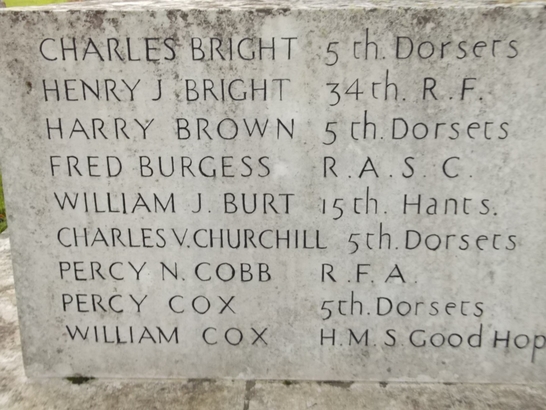 CHARLES BRIGHT 5th. Dorsets
HENRY J BRIGHT 34th. R.F.
HARRY BROWN 5th. Dorsets
FRED BURGESS R.A.S.C.
WILLIAM J. BURT 15th. Hants.
CHARLES V. CHURCHILL 5th. Dorsets
PERCY N. COBB R.F.A.
PERCY COX 5th. Dorsets
WILLIAM COX H.M.S. Good Hop